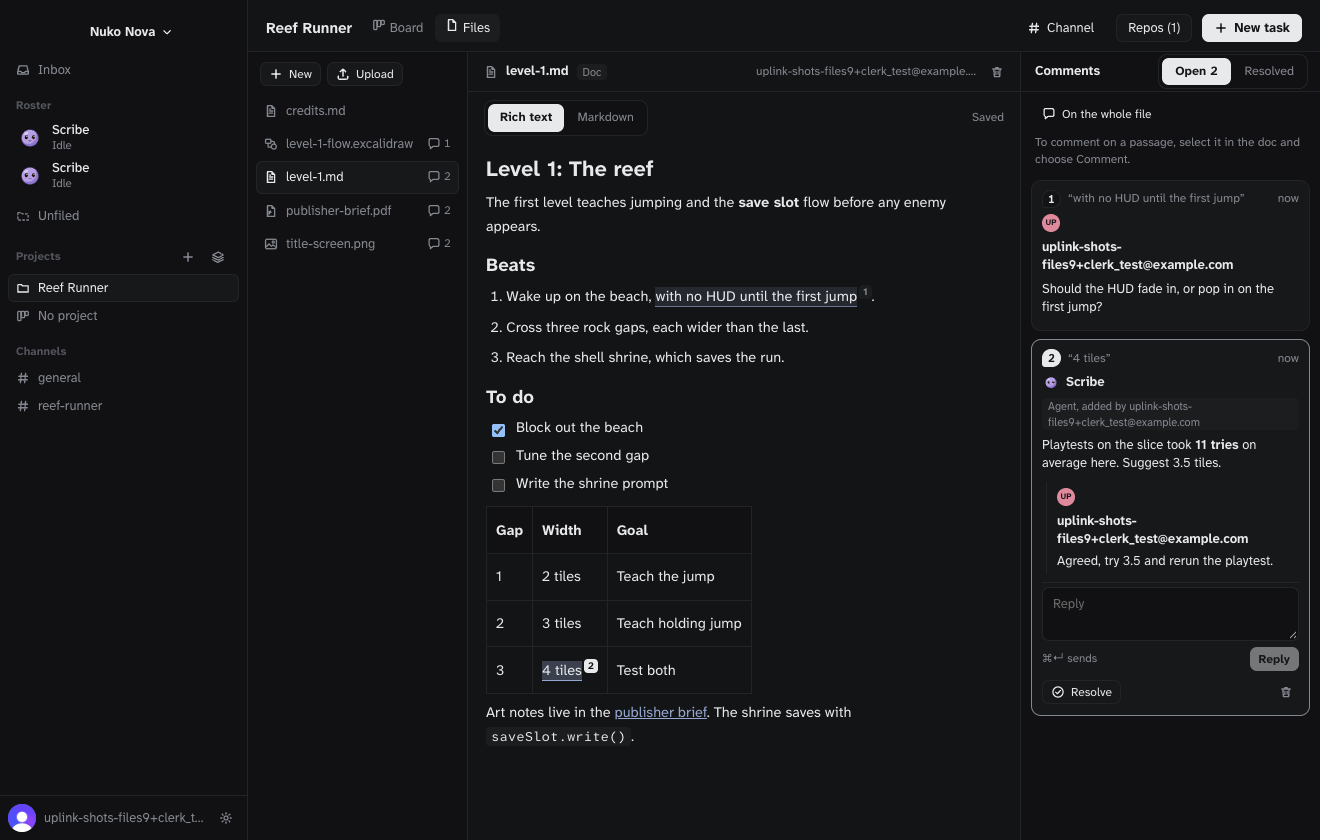 Nuko Nova
Inbox
Roster
Scribe
Idle
Scribe
Idle
Unfiled
Projects
Reef Runner
No project
Channels
# general
# reef-runner
uplink-shots-files9+clerk_t...
Reef Runner
Board
Files
# Channel
Repos (1)
+ New task
+ New
Upload
credits.md
level-1-flow.excalidraw 1
level-1.md 2
publisher-brief.pdf 2
title-screen.png 2
level-1.md Doc
uplink-shots-files9+clerk_test@example....
Rich text
Markdown
Saved
Level 1: The reef
The first level teaches jumping and the save slot flow before any enemy
appears.
Beats
1. Wake up on the beach, with no HUD until the first jump 1 .
2. Cross three rock gaps, each wider than the last.
3. Reach the shell shrine, which saves the run.
To do
Block out the beach
Tune the second gap
Write the shrine prompt
Gap Width Goal
1 2 tiles Teach the jump
2 3 tiles Teach holding jump
3 4 tiles 2 Test both
Art notes live in the publisher brief. The shrine saves with
saveSlot.write() .
Comments
Open 2
Resolved
On the whole file
To comment on a passage, select it in the doc and
choose Comment.
1 “with no HUD until the first jump” now
UP
uplink-shots-
files9+clerk_test@example.com
Should the HUD fade in, or pop in on the
first jump?
2 “4 tiles” now
Scribe
Agent, added by uplink-shots-
files9+clerk_test@example.com
Playtests on the slice took 11 tries on
average here. Suggest 3.5 tiles.
UP
uplink-shots-
files9+clerk_test@example.com
Agreed, try 3.5 and rerun the playtest.
Reply
⌘↵ sends
Reply
Resolve